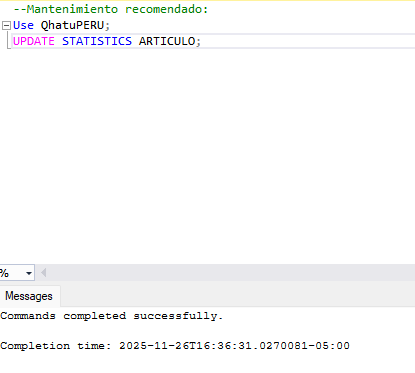 --Mantenimiento recomendado:
Use QhatuPERU;
UPDATE STATISTICS ARTICULO;
%
Messages
Commands completed successfully.
Completion time: 2025-11-26T16:36:31.0270081-05:00